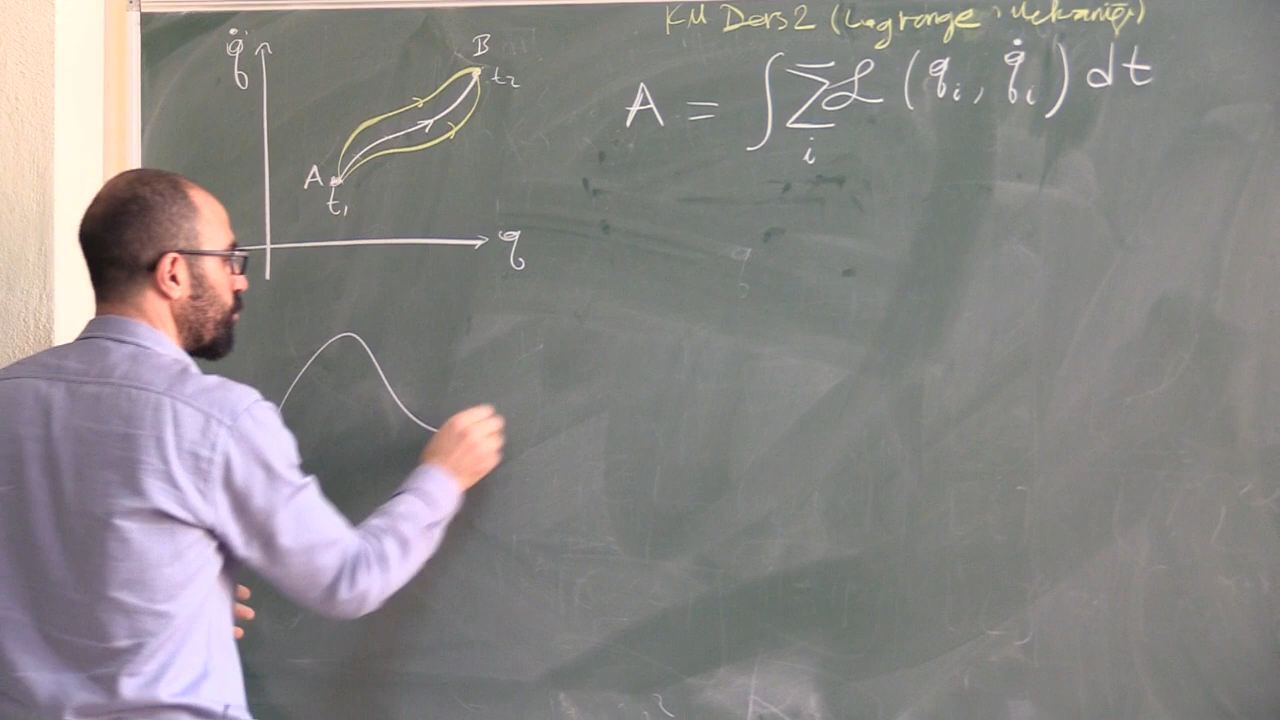 KM Ders 2 (Lagrange Mekaniği)
A = ∫ ∑ᵢ ℒ (qᵢ, q̇ᵢ) dt
q̇
B
t₂
A
t₁
q